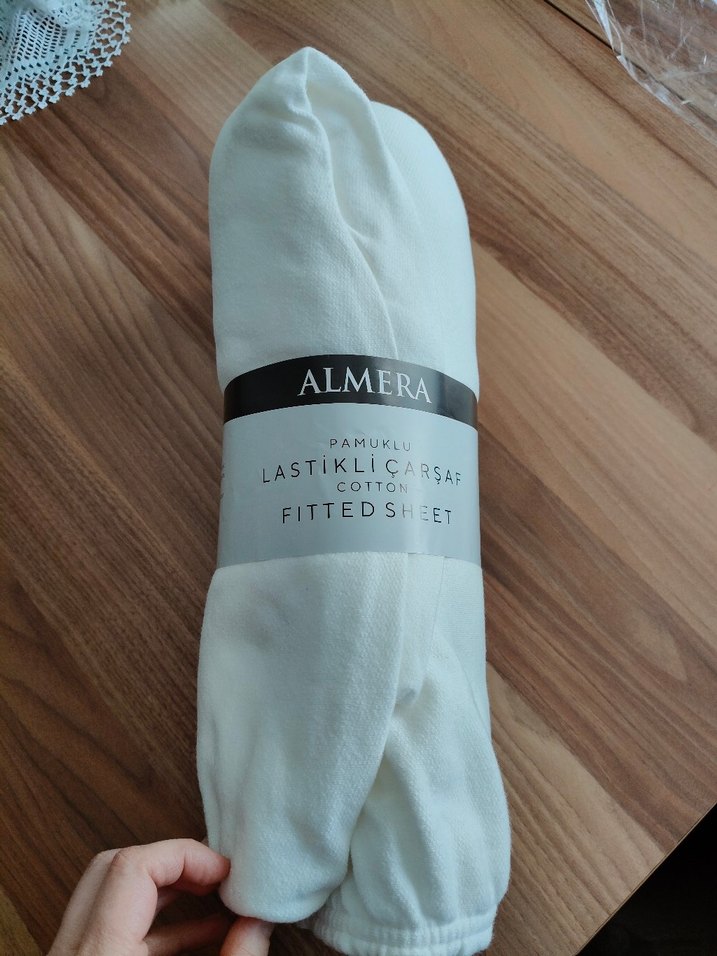 ALMERA
PAMUKLU
LASTİKLİ ÇARŞAF
COTTON
FITTED SHEET